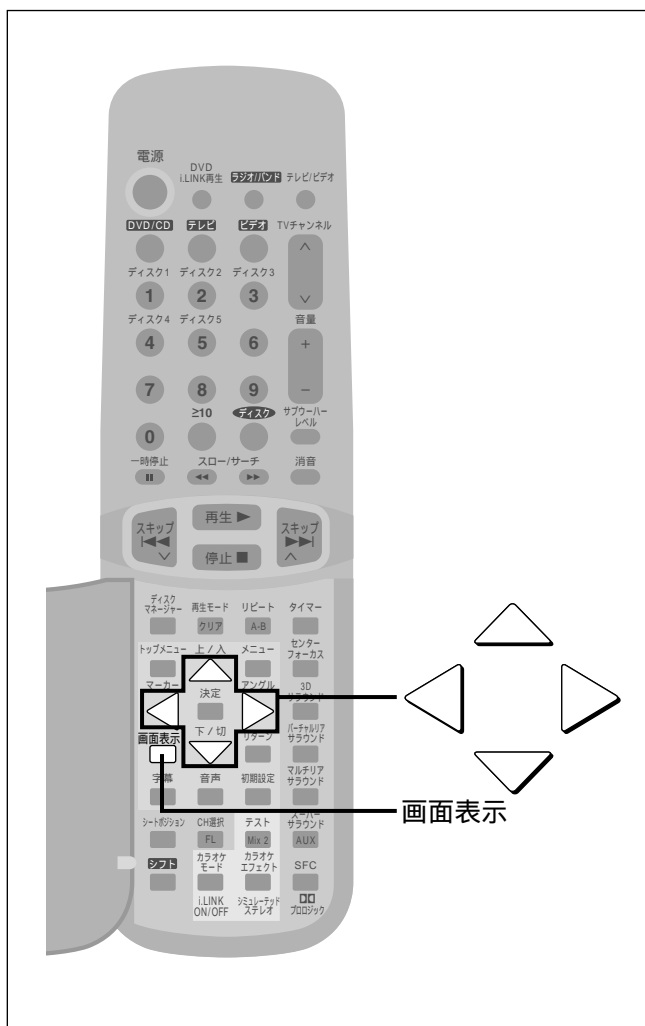 電源
DVD
i.LINK再生
ラジオ/バンド
テレビ/ビデオ
DVD/CD
テレビ
ビデオ
TVチャンネル
ディスク1
ディスク2
ディスク3
1
2
3
ディスク4
ディスク5
音量
4
5
6
+
7
8
9
−
≥10
ディスク
サブウーハー
レベル
0
一時停止
スロー/サーチ
消音
スキップ
再生
スキップ
停止
ディスク
マネージャー
再生モード
リピート
タイマー
クリア
A-B
トップメニュー
上/入
メニュー
センター
フォーカス
マーカー
決定
アングル
3D
サラウンド
画面表示
下/切
リターン
バーチャルリア
サラウンド
字幕
音声
初期設定
マルチリア
サラウンド
画面表示
シートポジション
CH選択
テスト
スーパー
サラウンド
FL
Mix 2
AUX
シフト
カラオケ
モード
カラオケ
エフェクト
SFC
i.LINK
ON/OFF
シミュレーテッド
ステレオ
プロロジック